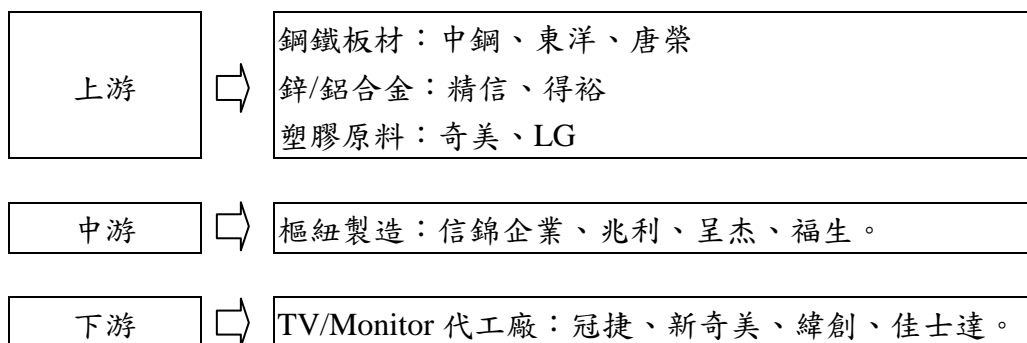 上游
鋼鐵板材：中鋼、東洋、唐榮
鋅/鋁合金：精信、得裕
塑膠原料：奇美、LG
中游
樞紐製造：信錦企業、兆利、呈杰、福生。
下游
TV/Monitor 代工廠：冠捷、新奇美、緯創、佳士達。